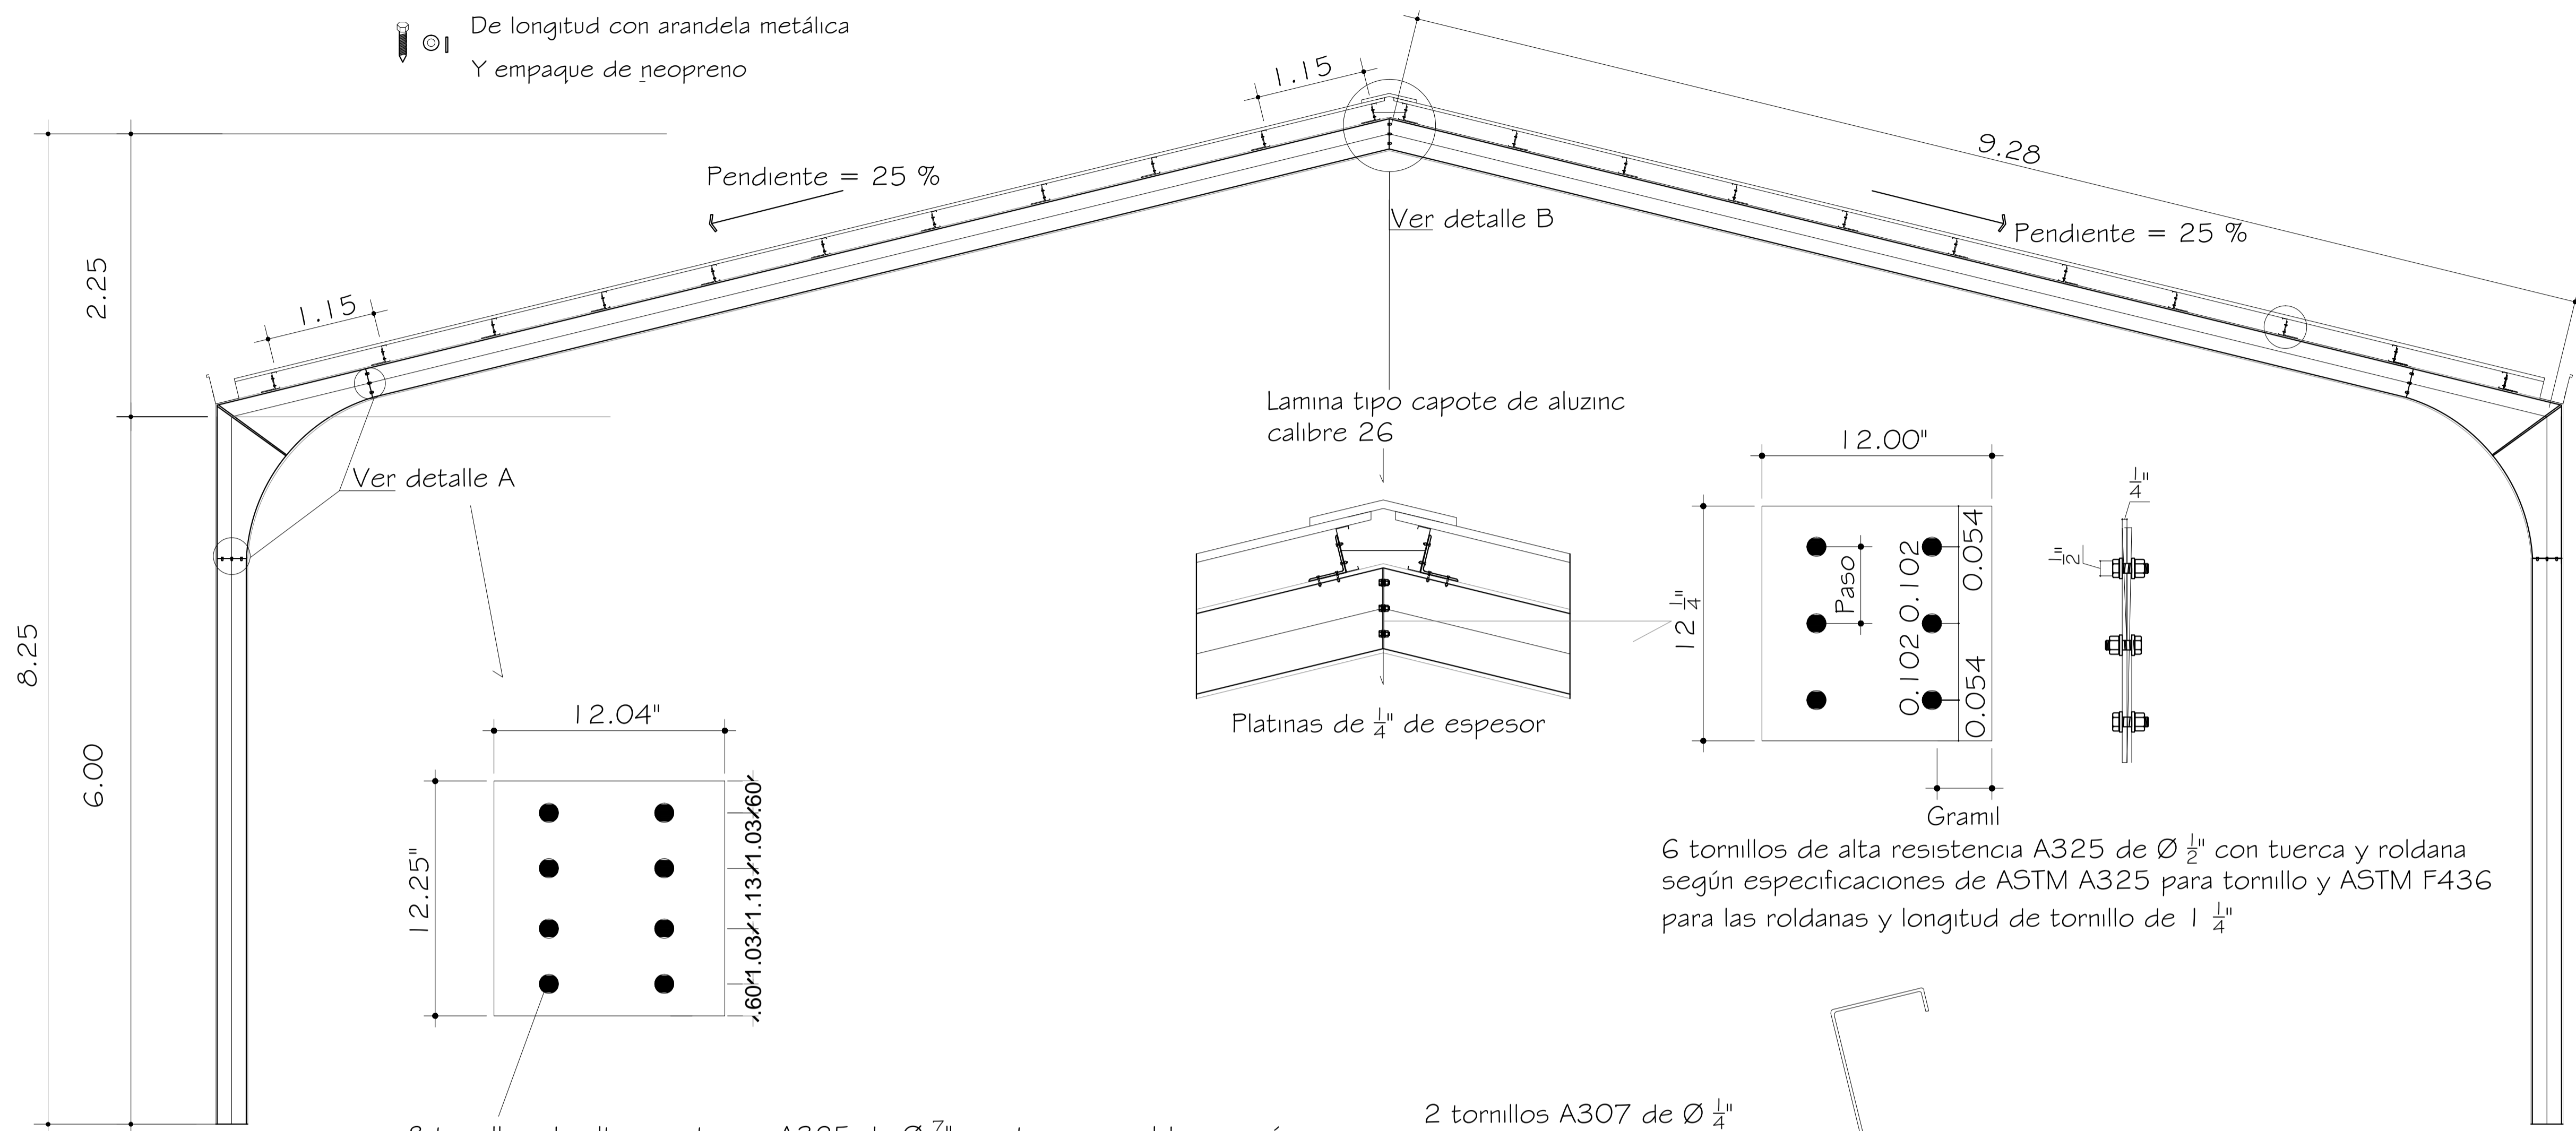 De longitud con arandela metálica
Y empaque de neopreno
1.15
9.28
Pendiente = 25 %
Ver detalle B
Pendiente = 25 %
2.25
1.15
Lamina tipo capote de aluzinc
calibre 26
12.00"
1/4"
Ver detalle A
0.054
1/2"
Paso
0.102
12 1/4"
0.102
0.054
8.25
12.04"
Platinas de 1/4" de espesor
6.00
.60
1.03
Gramil
12.25"
1.13
6 tornillos de alta resistencia A325 de Ø 1/2" con tuerca y roldana
según especificaciones de ASTM A325 para tornillo y ASTM F436
para las roldanas y longitud de tornillo de 1 1/4"
1.03
.60
2 tornillos A307 de Ø 1/4"